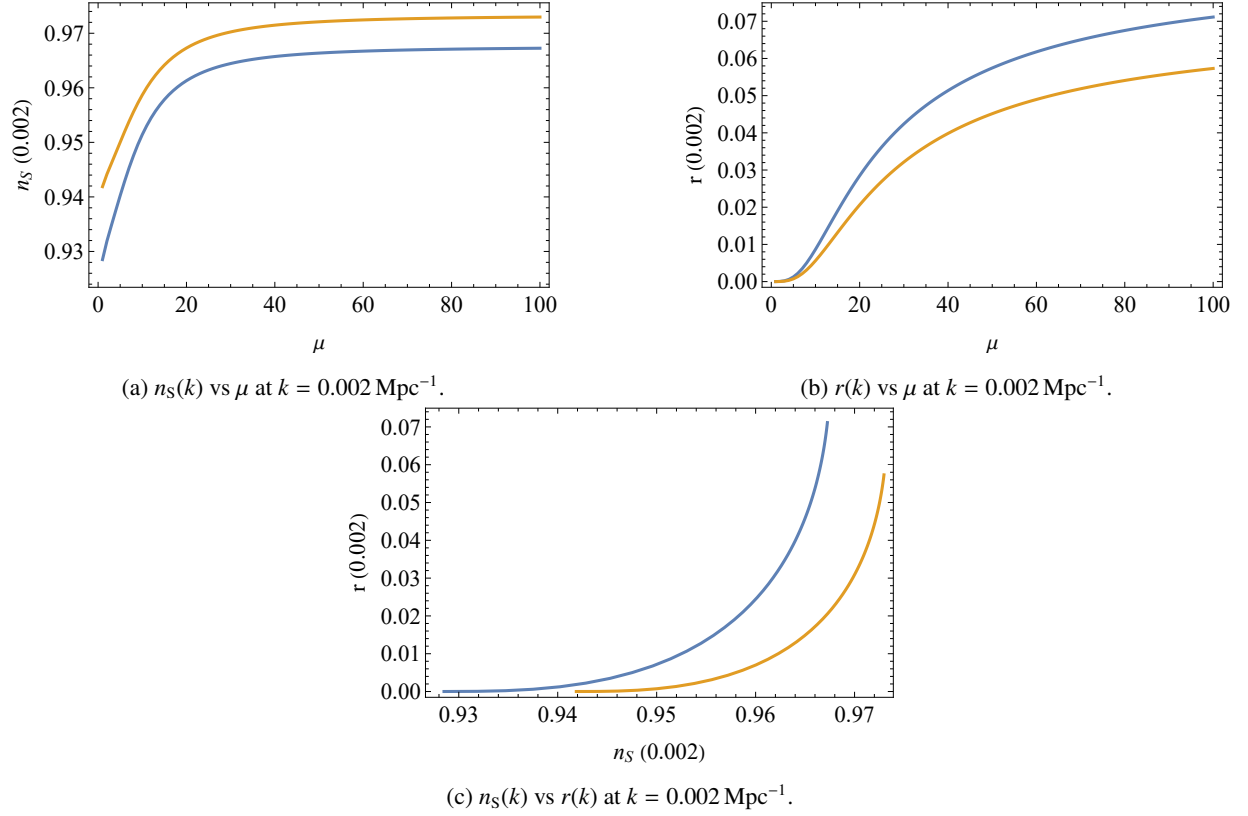 0.97
0.96
0.95
0.94
0.93
n_S (0.002)
0 20 40 60 80 100
μ
(a) n_S(k) vs μ at k = 0.002 Mpc⁻¹.
0.07
0.06
0.05
0.04
0.03
0.02
0.01
0.00
r (0.002)
0 20 40 60 80 100
μ
(b) r(k) vs μ at k = 0.002 Mpc⁻¹.
0.07
0.06
0.05
0.04
0.03
0.02
0.01
0.00
r (0.002)
0.93 0.94 0.95 0.96 0.97
n_S (0.002)
(c) n_S(k) vs r(k) at k = 0.002 Mpc⁻¹.